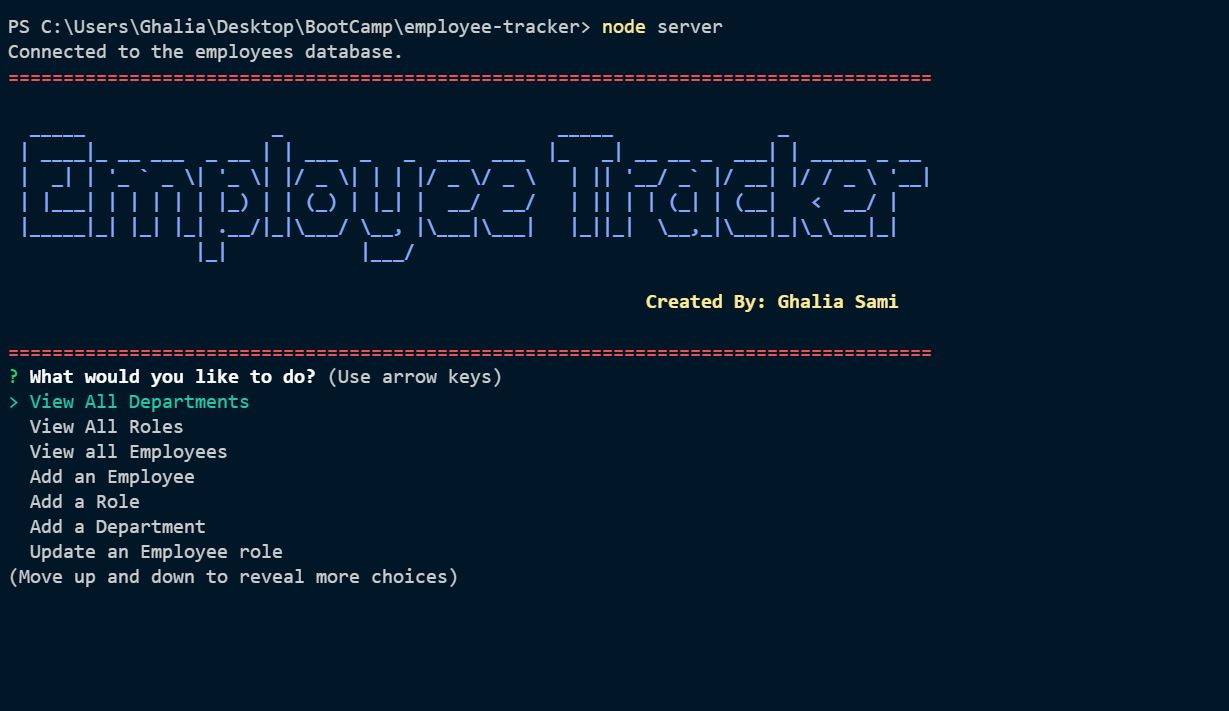 PS C:\Users\Ghalia\Desktop\BootCamp\employee-tracker> node server
Connected to the employees database.
====================================================================================
Employee Tracker
Created By: Ghalia Sami
====================================================================================
? What would you like to do? (Use arrow keys)
> View All Departments
View All Roles
View all Employees
Add an Employee
Add a Role
Add a Department
Update an Employee role
(Move up and down to reveal more choices)